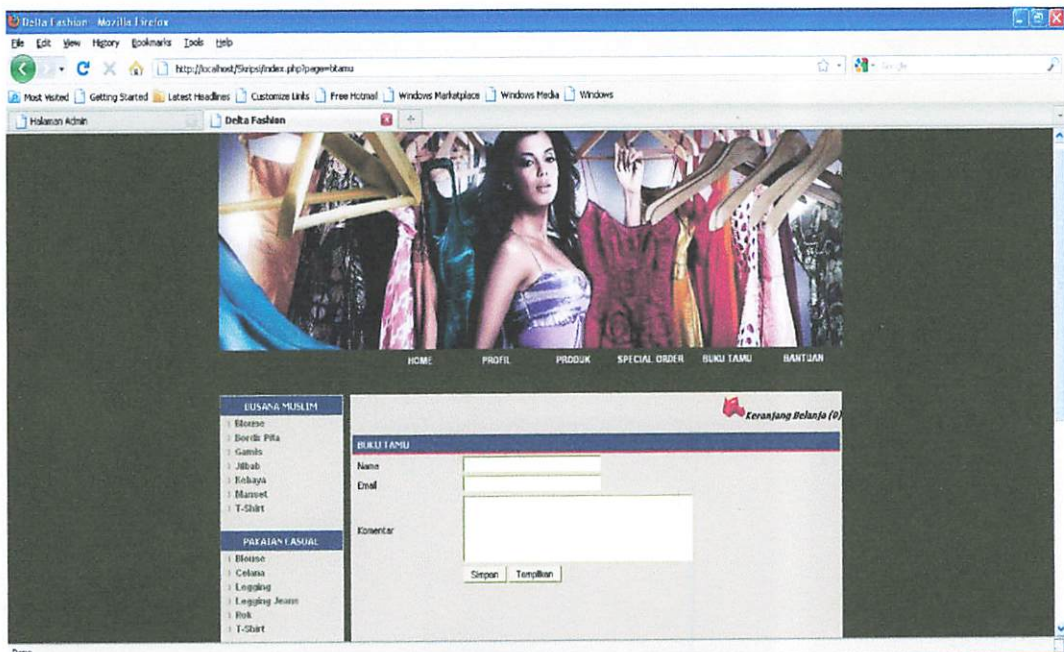 Delta Fashion - Mozilla Firefox
File Edit View History Bookmarks Tools Help
http://localhost/Skripsi/index.php?page=btamu
Most Visited Getting Started Latest Headlines Customize Links Free Hotmail Windows Marketplace Windows Media Windows
Halaman Admin Delta Fashion
HOME PROFIL PRODUK SPECIAL ORDER BUKU TAMU BANTUAN
Keranjang Belanja (0)
BUSANA MUSLIM
Blouse
Bordir Pita
Gamis
Jilbab
Kebaya
Manset
T-Shirt
PAKAIAN CASUAL
Blouse
Celana
Legging
Legging Jeans
Rok
T-Shirt
BUKU TAMU
Name
Email
Komentar
Simpan Tampilkan